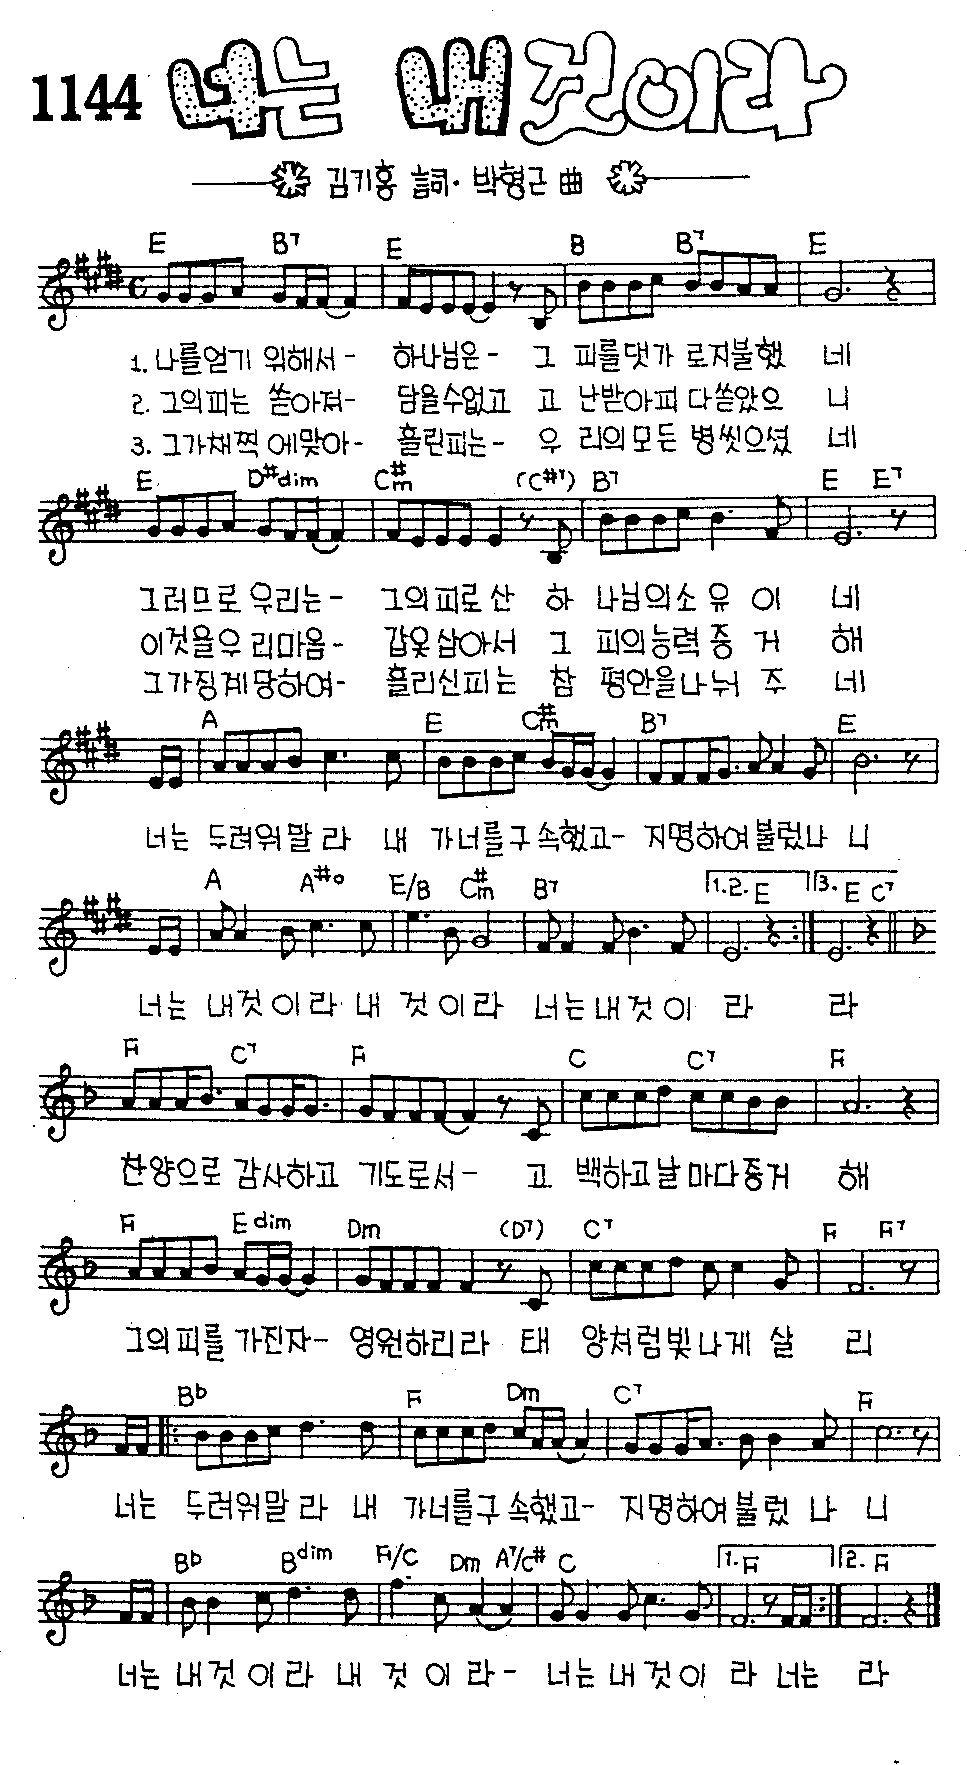 1144 너는 내것이라
김기홍 詞·박형근 曲
E B7 E B B7 E
1. 나를얻기 위해서- 하나님은- 그 피를댓가 로지불했 네
2. 그의피는 쏟아져- 담을수없고 고 난받아피 다쏟았으 니
3. 그가채찍 에맞아- 흘린피는- 우 리의모든 병씻으셨 네
E D#dim C#m (C#7) B7 E E7
그러므로 우리는- 그의피로산 하 나님의소 유 이 네
이것을우 리마음- 갑옷삼아서 그 피의능력 증 거 해
그가징계 당하여- 흘리신피는 참 평안을나 눠 주 네
A E C#m B7 E
너는 두려워말 라 내 가너를구 속했고- 지명하여불렀나 니
A A#° E/B C#m B7 1.2. E 3. E C7
너는 내것 이 라 내 것 이 라 너는내것이 라 라
F C7 F C C7 F
찬양으로 감사하고 기도로서- 고 백하고날 마다증거 해
F Edim Dm (D7) C7 F F7
그의피를 가진자- 영원하리라 태 양처럼빛 나게 살 리
Bb F Dm C7 F
너는 두려워말 라 내 가너를구 속했고- 지명하여불렀 나 니
Bb Bdim F/C Dm A7/C# C 1. F 2. F
너는 내것 이 라 내 것 이 라- 너는내것이 라 너는 라